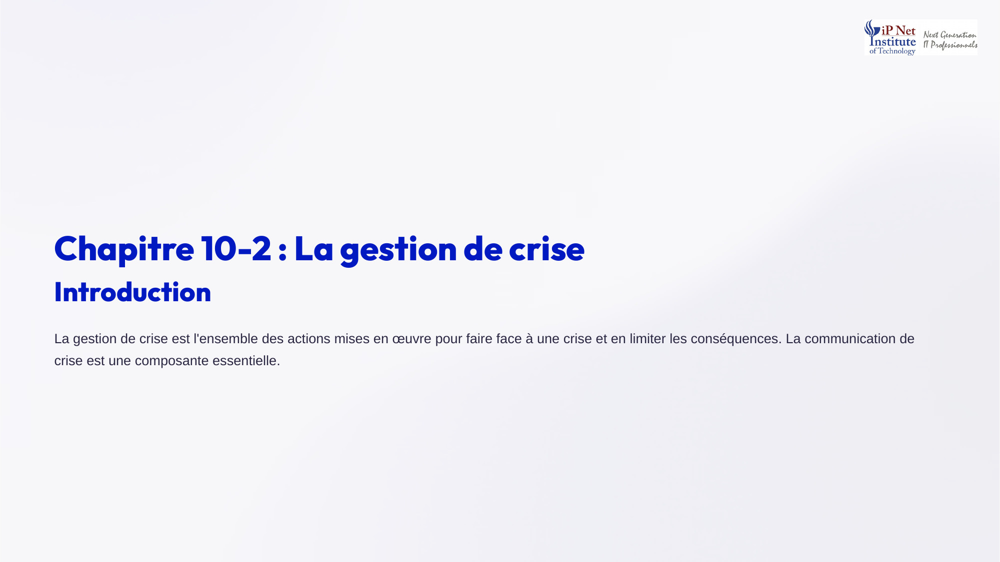 iP Net
Institute
of Technology
Next Generation
IT Professionnels
Chapitre 10-2 : La gestion de crise
Introduction
La gestion de crise est l'ensemble des actions mises en œuvre pour faire face à une crise et en limiter les conséquences. La communication de
crise est une composante essentielle.